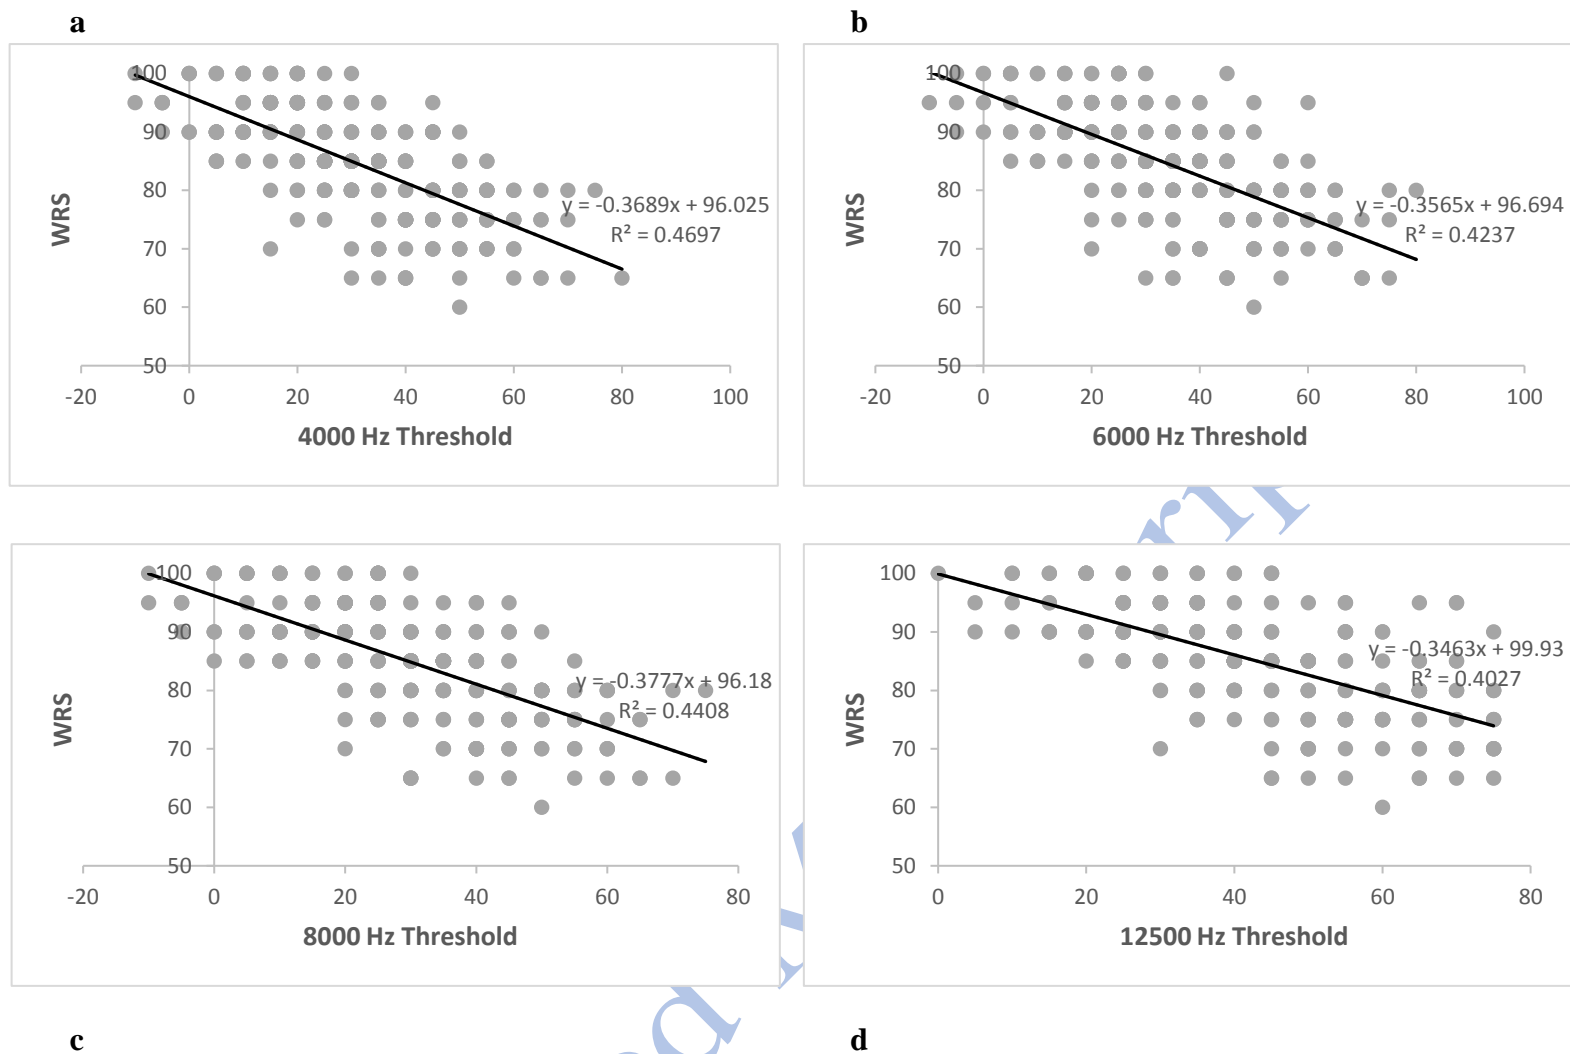 a
b
100
90
80
70
60
50
WRS
y = -0.3689x + 96.025
R² = 0.4697
-20 0 20 40 60 80 100
4000 Hz Threshold
100
90
80
70
60
50
WRS
y = -0.3565x + 96.694
R² = 0.4237
-20 0 20 40 60 80 100
6000 Hz Threshold
100
90
80
70
60
50
WRS
y = -0.3777x + 96.18
R² = 0.4408
-20 0 20 40 60 80
8000 Hz Threshold
100
90
80
70
60
50
WRS
y = -0.3463x + 99.93
R² = 0.4027
0 20 40 60 80
12500 Hz Threshold
c
d